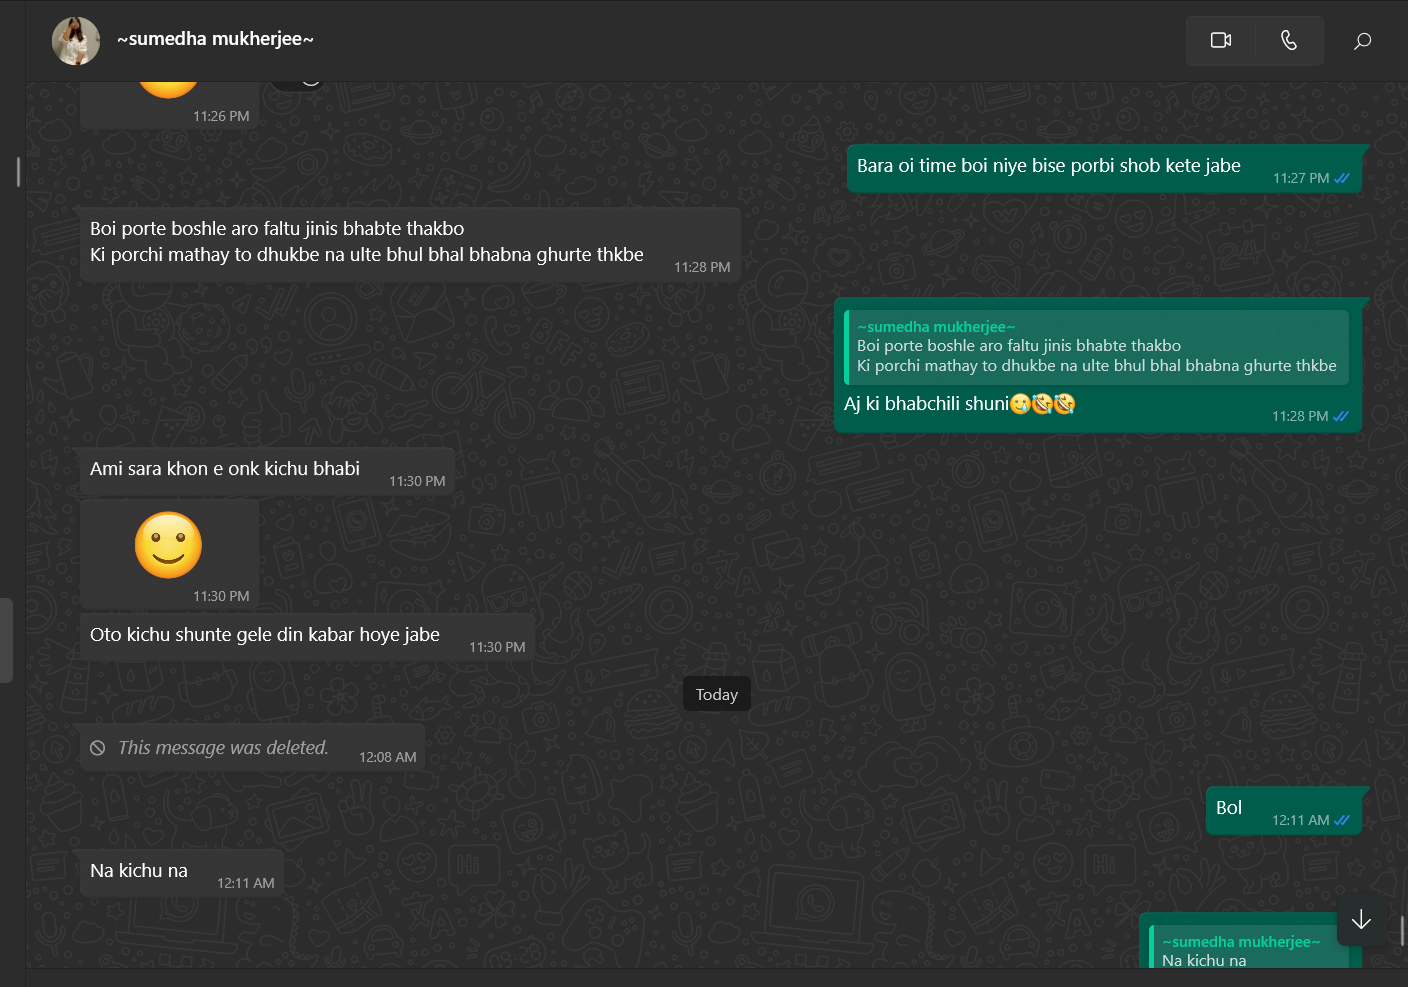 ~sumedha mukherjee~
11:26 PM
Bara oi time boi niye bise porbi shob kete jabe
11:27 PM
Boi porte boshle aro faltu jinis bhabte thakbo
Ki porchi mathay to dhukbe na ulte bhul bhal bhabna ghurte thkbe
11:28 PM
~sumedha mukherjee~
Boi porte boshle aro faltu jinis bhabte thakbo
Ki porchi mathay to dhukbe na ulte bhul bhal bhabna ghurte thkbe
Aj ki bhabchili shuni🥲🤣🤣
11:28 PM
Ami sara khon e onk kichu bhabi
11:30 PM
🙂
11:30 PM
Oto kichu shunte gele din kabar hoye jabe
11:30 PM
Today
This message was deleted.
12:08 AM
Bol
12:11 AM
Na kichu na
12:11 AM
~sumedha mukherjee~
Na kichu na